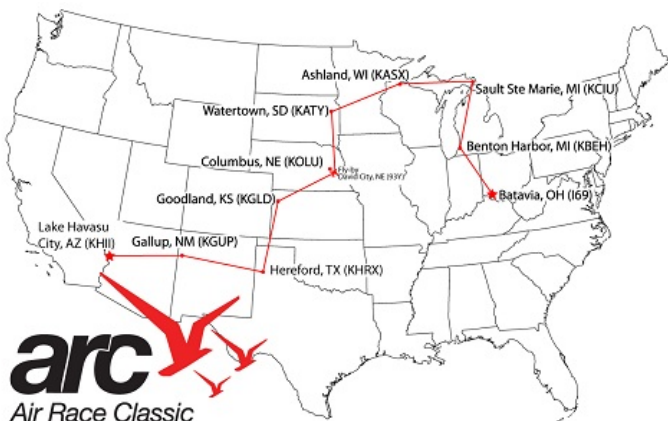 Ashland, WI (KASX)
Sault Ste Marie, MI (KCIU)
Watertown, SD (KATY)
Benton Harbor, MI (KBEH)
Columbus, NE (KOLU)
Fly-by
David City, NE (93Y)
Goodland, KS (KGLD)
Batavia, OH (I69)
Lake Havasu
City, AZ (KHII)
Gallup, NM (KGUP)
Hereford, TX (KHRX)
arc
Air Race Classic